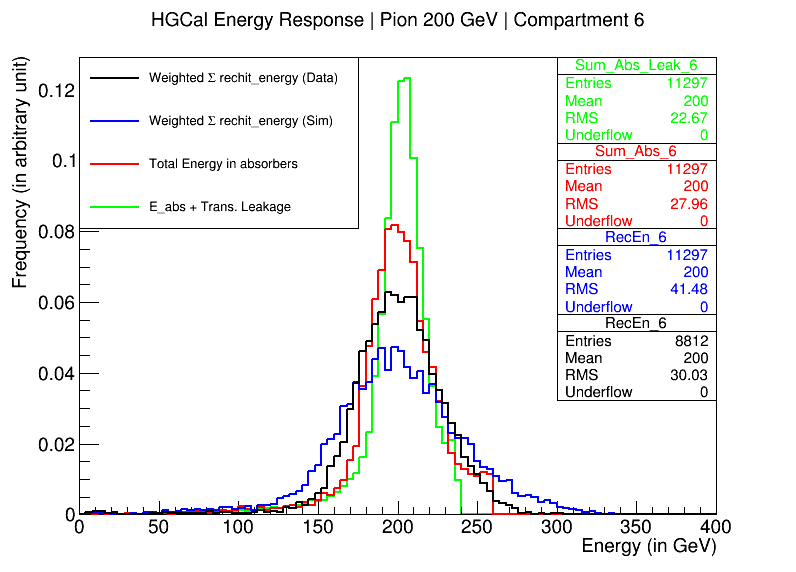 HGCal Energy Response | Pion 200 GeV | Compartment 6
Frequency (in arbitrary unit)
0.12
0.1
0.08
0.06
0.04
0.02
0
Weighted Σ rechit_energy (Data)
Weighted Σ rechit_energy (Sim)
Total Energy in absorbers
E_abs + Trans. Leakage
Sum_Abs_Leak_6
Entries 11297
Mean 200
RMS 22.67
Underflow 0
Sum_Abs_6
Entries 11297
Mean 200
RMS 27.96
Underflow 0
RecEn_6
Entries 11297
Mean 200
RMS 41.48
Underflow 0
RecEn_6
Entries 8812
Mean 200
RMS 30.03
Underflow 0
0 50 100 150 200 250 300 350 400
Energy (in GeV)